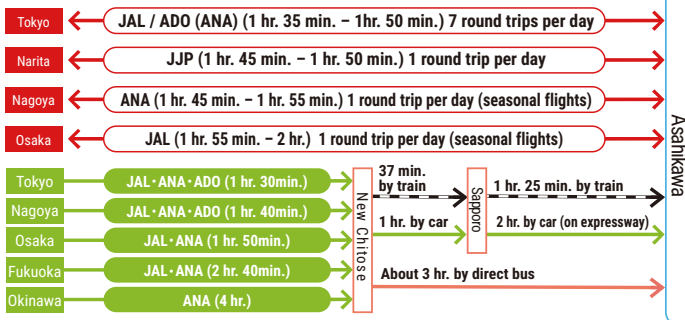 Tokyo JAL / ADO (ANA) (1 hr. 35 min. – 1hr. 50 min.) 7 round trips per day
Narita JJP (1 hr. 45 min. – 1 hr. 50 min.) 1 round trip per day
Nagoya ANA (1 hr. 45 min. – 1 hr. 55 min.) 1 round trip per day (seasonal flights)
Osaka JAL (1 hr. 55 min. – 2 hr.) 1 round trip per day (seasonal flights)
Asahikawa
Tokyo JAL・ANA・ADO (1 hr. 30min.)
Nagoya JAL・ANA・ADO (1 hr. 40min.)
Osaka JAL・ANA (1 hr. 50min.)
Fukuoka JAL・ANA (2 hr. 40min.)
Okinawa ANA (4 hr.)
New Chitose
37 min.
by train
1 hr. by car
Sapporo
1 hr. 25 min. by train
2 hr. by car (on expressway)
About 3 hr. by direct bus